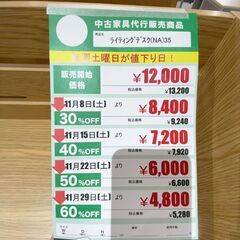 中古家具代行販売商品
品名
ライティングデスク(NA)35
土曜日が値下り日!
販売開始
価格
¥12,000
税込価格 ¥13,200
11月8日(土) より
30%OFF
¥8,400
税込価格 ¥9,240
11月15日(土) より
40%OFF
¥7,200
税込価格 ¥7,920
11月22日(土) より
50%OFF
¥6,000
税込価格 ¥6,600
11月29日(土) より
60%OFF
¥4,800
税込価格 ¥5,280
サイズ
W
D
H